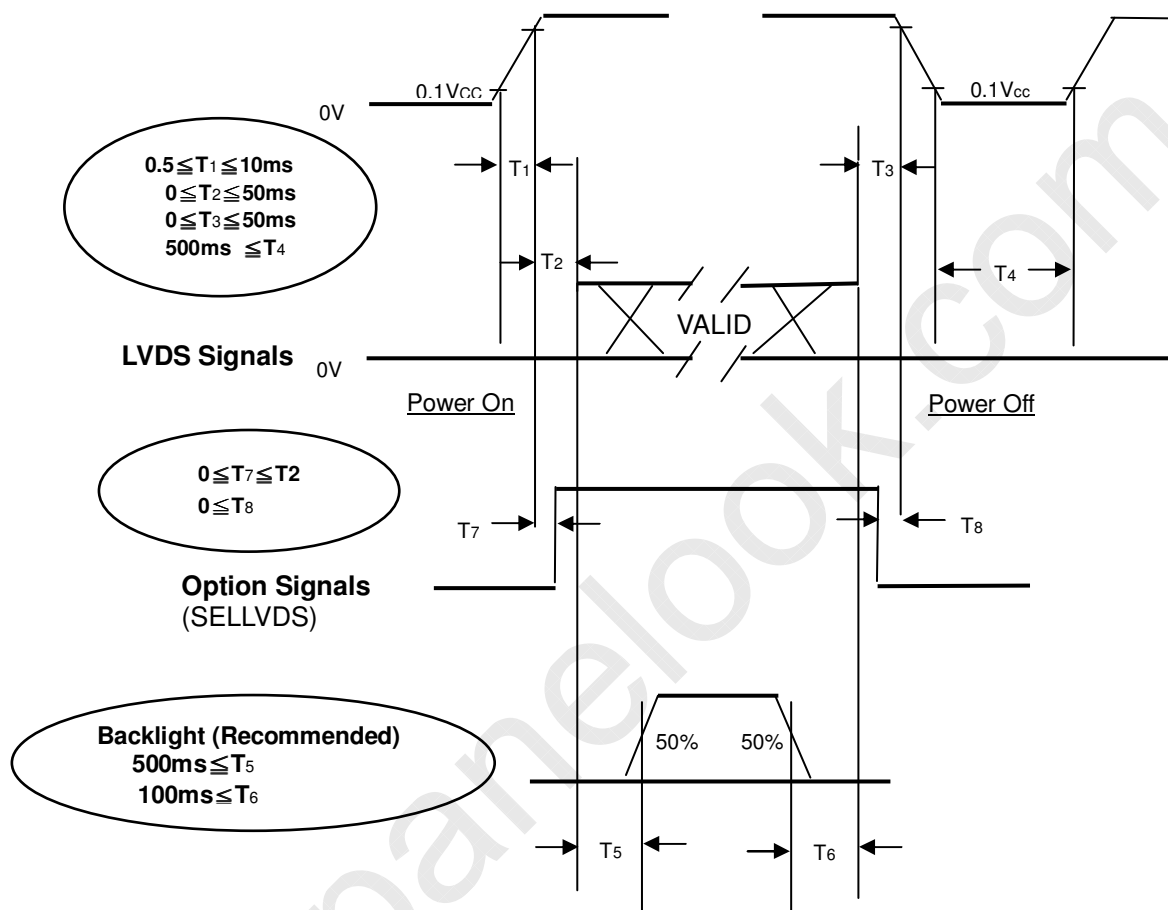 0.1Vcc
0.1Vcc
0V
0.5≦T1≦10ms
0≦T2≦50ms
0≦T3≦50ms
500ms ≦T4
T1
T3
T2
T4
VALID
LVDS Signals
0V
Power On
Power Off
0≦T7≦T2
0≦T8
T7
T8
Option Signals
(SELLVDS)
Backlight (Recommended)
500ms≦T5
100ms≦T6
50%
50%
T5
T6
panelook.com